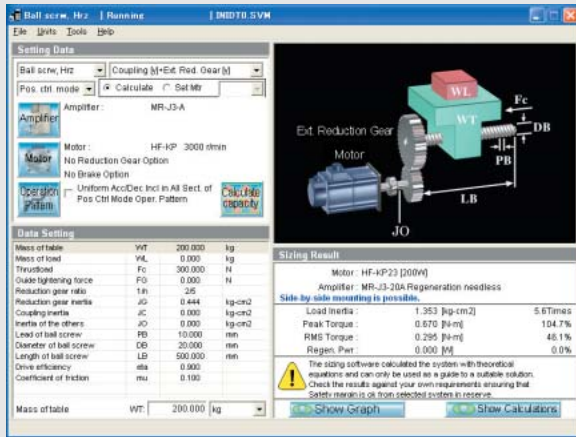 Ball scrw, Hrz | Running | INIDT0.SVM
File Units Tools Help
Setting Data
Ball scrw, Hrz Coupling [v]+Ext. Red. Gear [v]
Pos. ctrl. mode Calculate Set Mtr
Amplifier Amplifier : MR-J3-A
Motor Motor : HF-KP 3000 r/min
No Reduction Gear Option
No Brake Option
Operation Pattern Uniform Acc/Dec Incl in All Sect. of Pos Ctrl Mode Oper. Pattern Calculate capacity
WL
WT
Fc
DB
PB
LB
JO
Ext. Reduction Gear
Motor
Data Setting
Mass of table WT 200.000 kg
Mass of load WL 0.000 kg
Thrustload Fc 300.000 N
Guide tightening force FG 0.000 N
Reduction gear ratio 1/n 2/5
Reduction gear inertia JG 0.444 kg-cm2
Coupling inertia JC 0.000 kg-cm2
Inertia of the others JO 0.000 kg-cm2
Lead of ball screw PB 10.000 mm
Diameter of ball screw DB 20.000 mm
Length of ball screw LB 500.000 mm
Drive efficiency eta 0.900
Coefficient of friction mu 0.100
Mass of table WT: 200.000 kg
Sizing Result
Motor : HF-KP23 [200W]
Amplifier : MR-J3-20A Regeneration needless
Side-by-side mounting is possible.
Load Inertia : 1.353 [kg-cm2] 5.6Times
Peak Torque : 0.670 [N-m] 104.7%
RMS Torque : 0.295 [N-m] 46.1%
Regen. Pwr : 0.000 [W] 0.0%
The sizing software calculated the system with theoretical
equations and can only be used as a guide to a suitable solution.
Check the results against your own requirements ensuring that
Safety margin is ok from selected system in reserve.
Show Graph Show Calculations